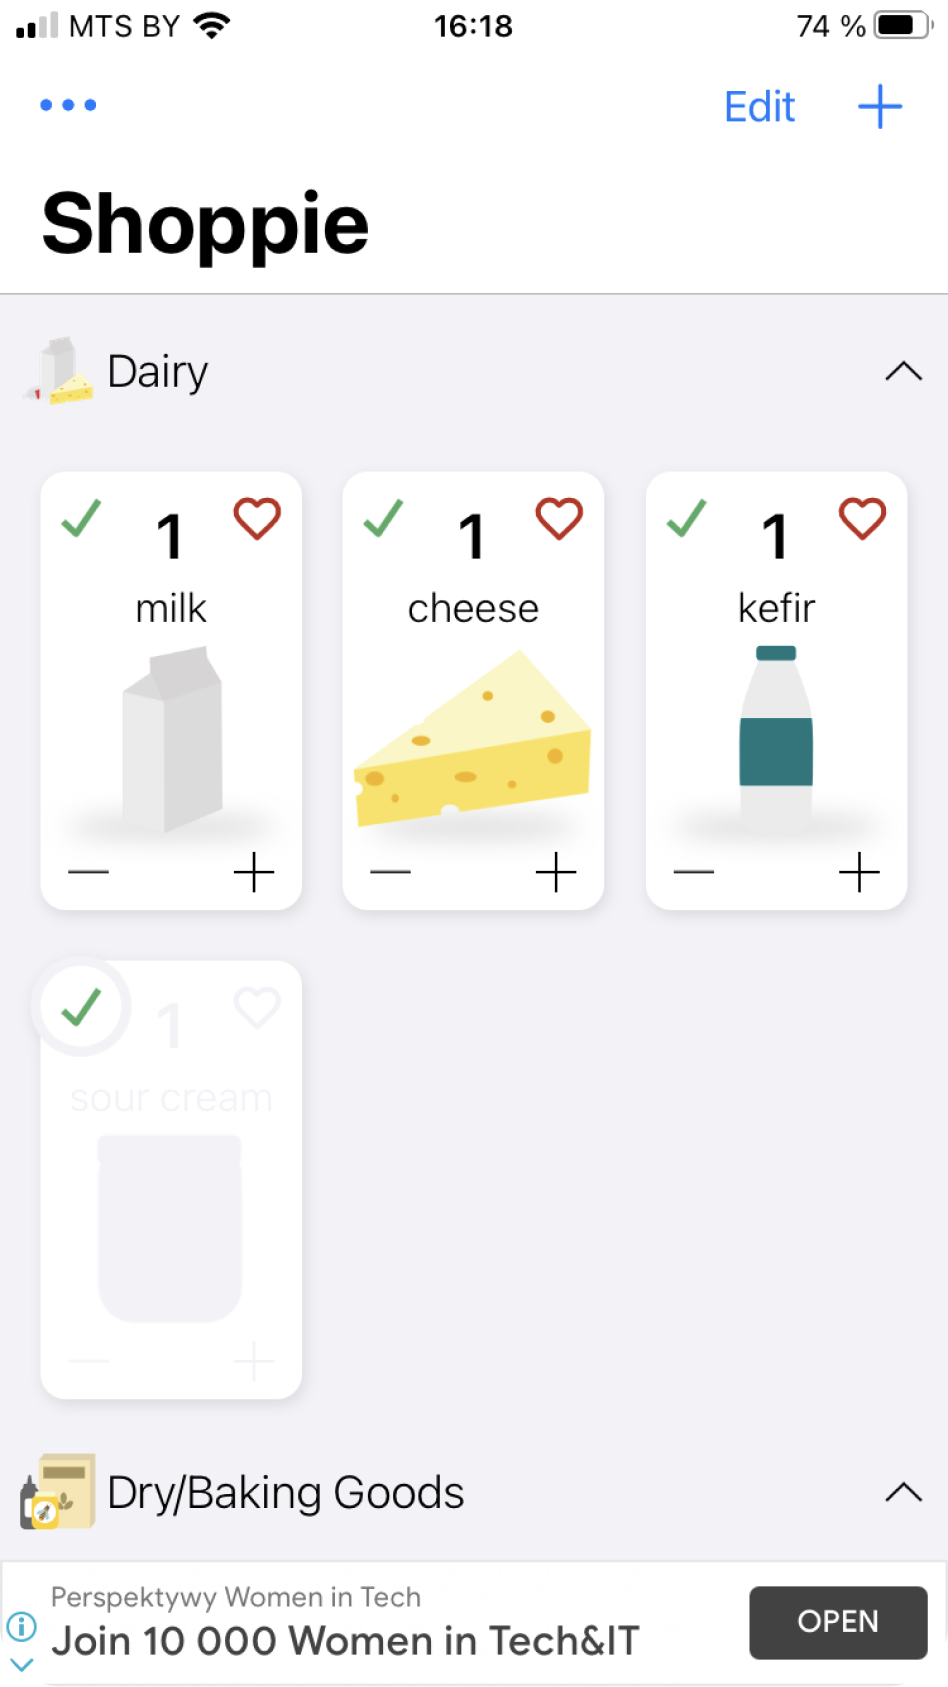 MTS BY 16:18 74 %
Edit
Shoppie
Dairy
1 1 1
milk cheese kefir
1
sour cream
Dry/Baking Goods
Perspektywy Women in Tech
Join 10 000 Women in Tech&IT
OPEN